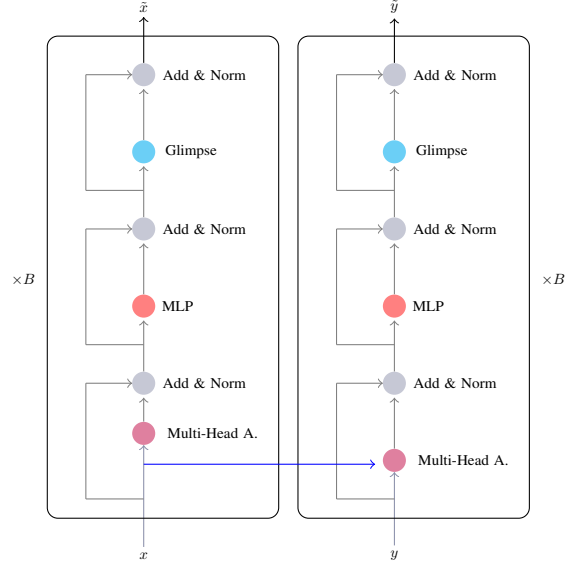 x̃
ỹ
Add & Norm
Add & Norm
Glimpse
Glimpse
Add & Norm
Add & Norm
×B
×B
MLP
MLP
Add & Norm
Add & Norm
Multi-Head A.
Multi-Head A.
x
y